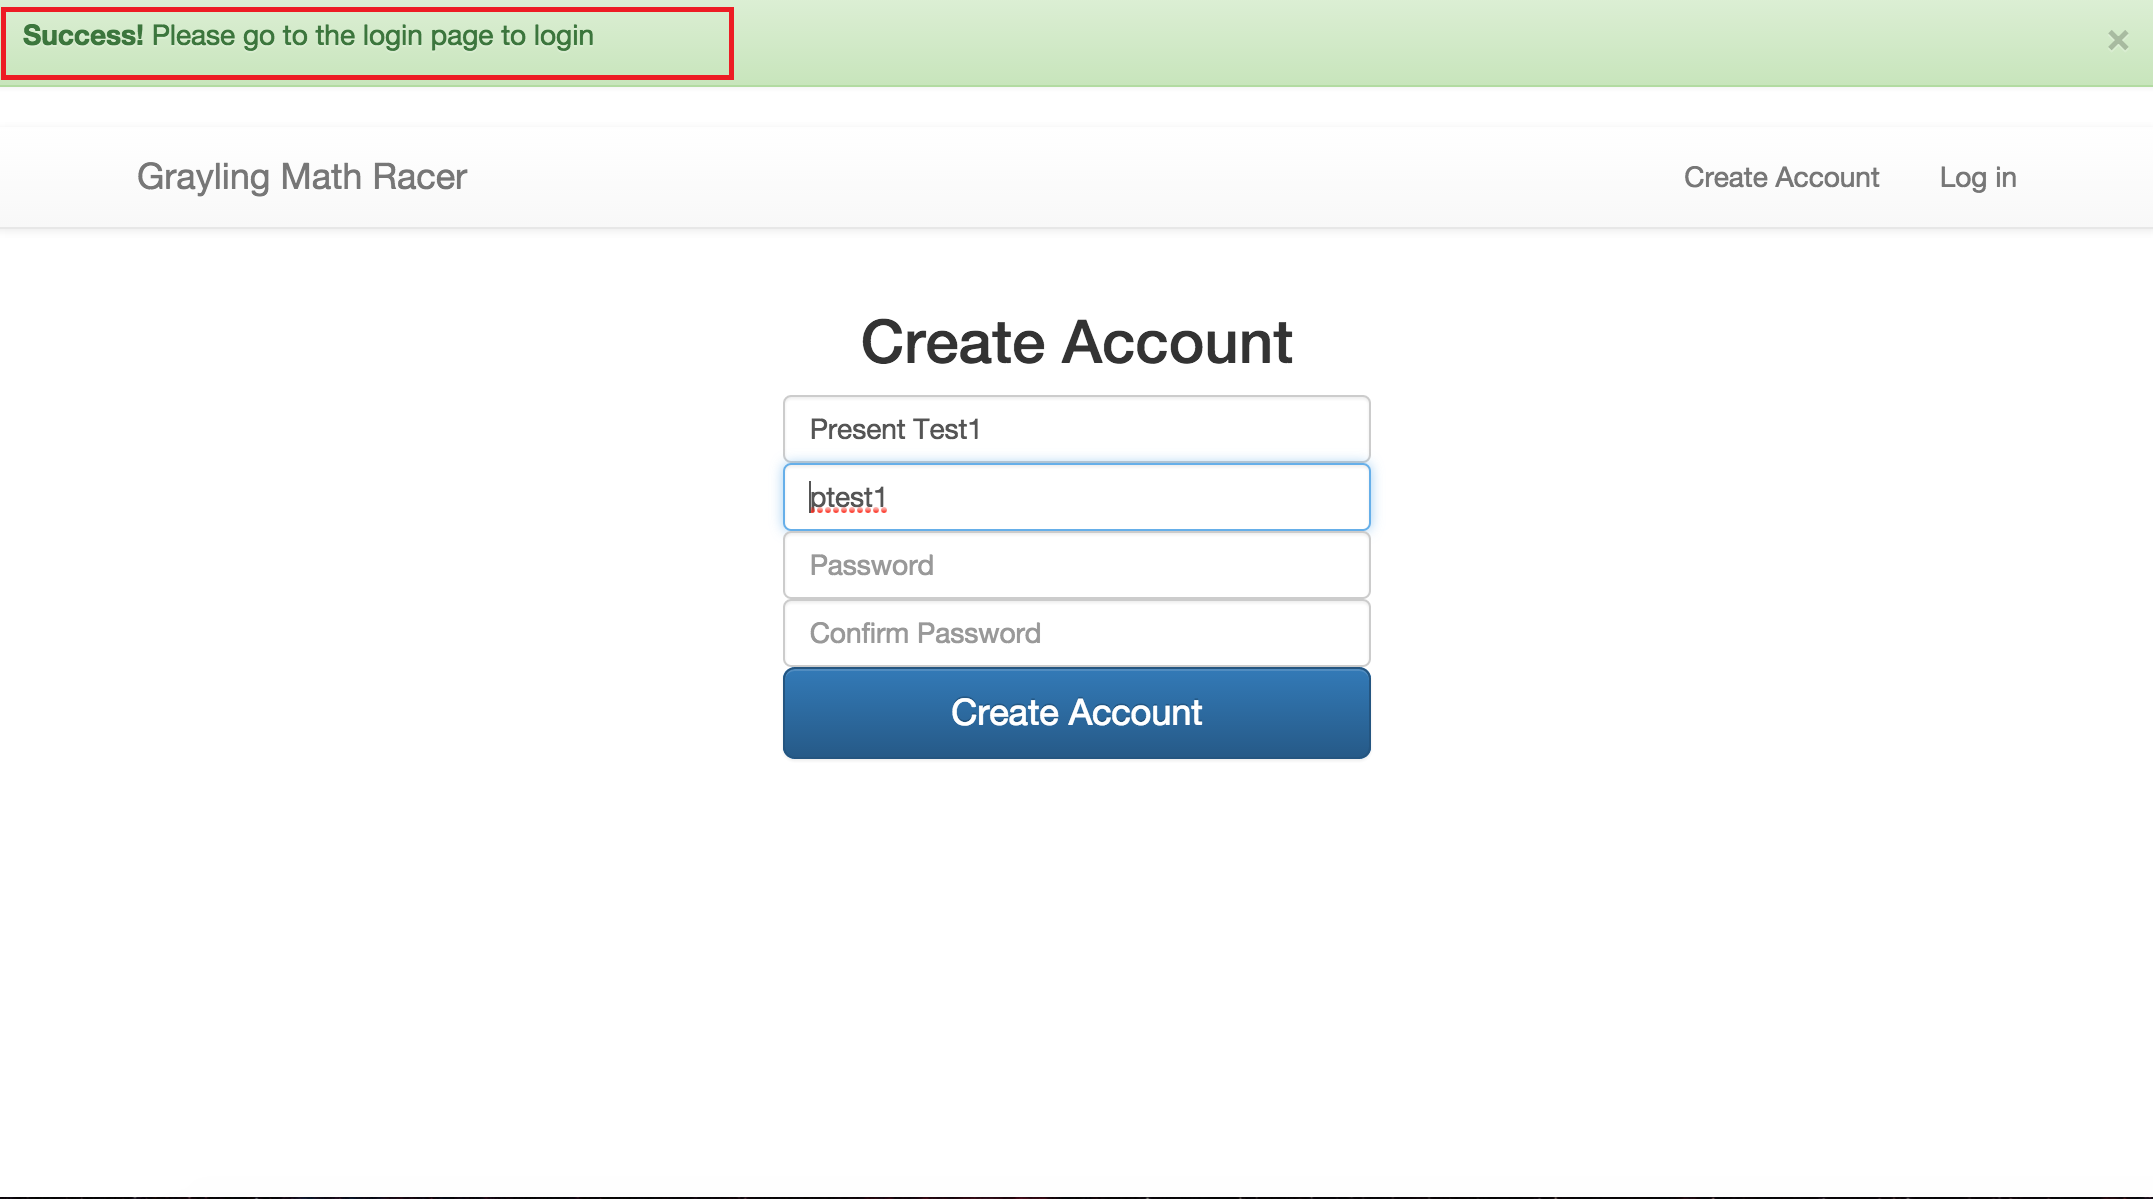 Success! Please go to the login page to login
×
Grayling Math Racer
Create Account
Log in
Create Account
Present Test1
ptest1
Password
Confirm Password
Create Account